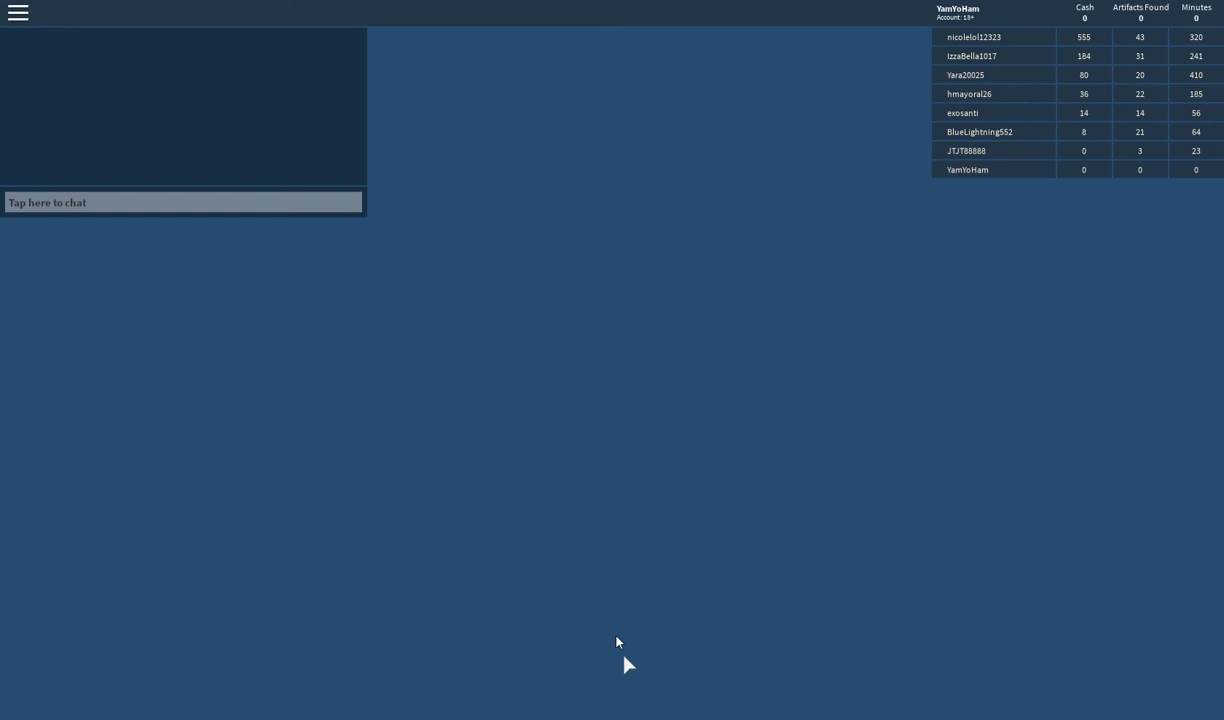 YamYoHam Cash Artifacts Found Minutes
Account: 13+ 0 0 0
nicolelol12323 555 43 320
IzzaBella1017 184 31 241
Yara20025 80 20 410
hmayoral26 36 22 185
exosanti 14 14 56
BlueLightning552 8 21 64
JTJT88888 0 3 23
YamYoHam 0 0 0
Tap here to chat